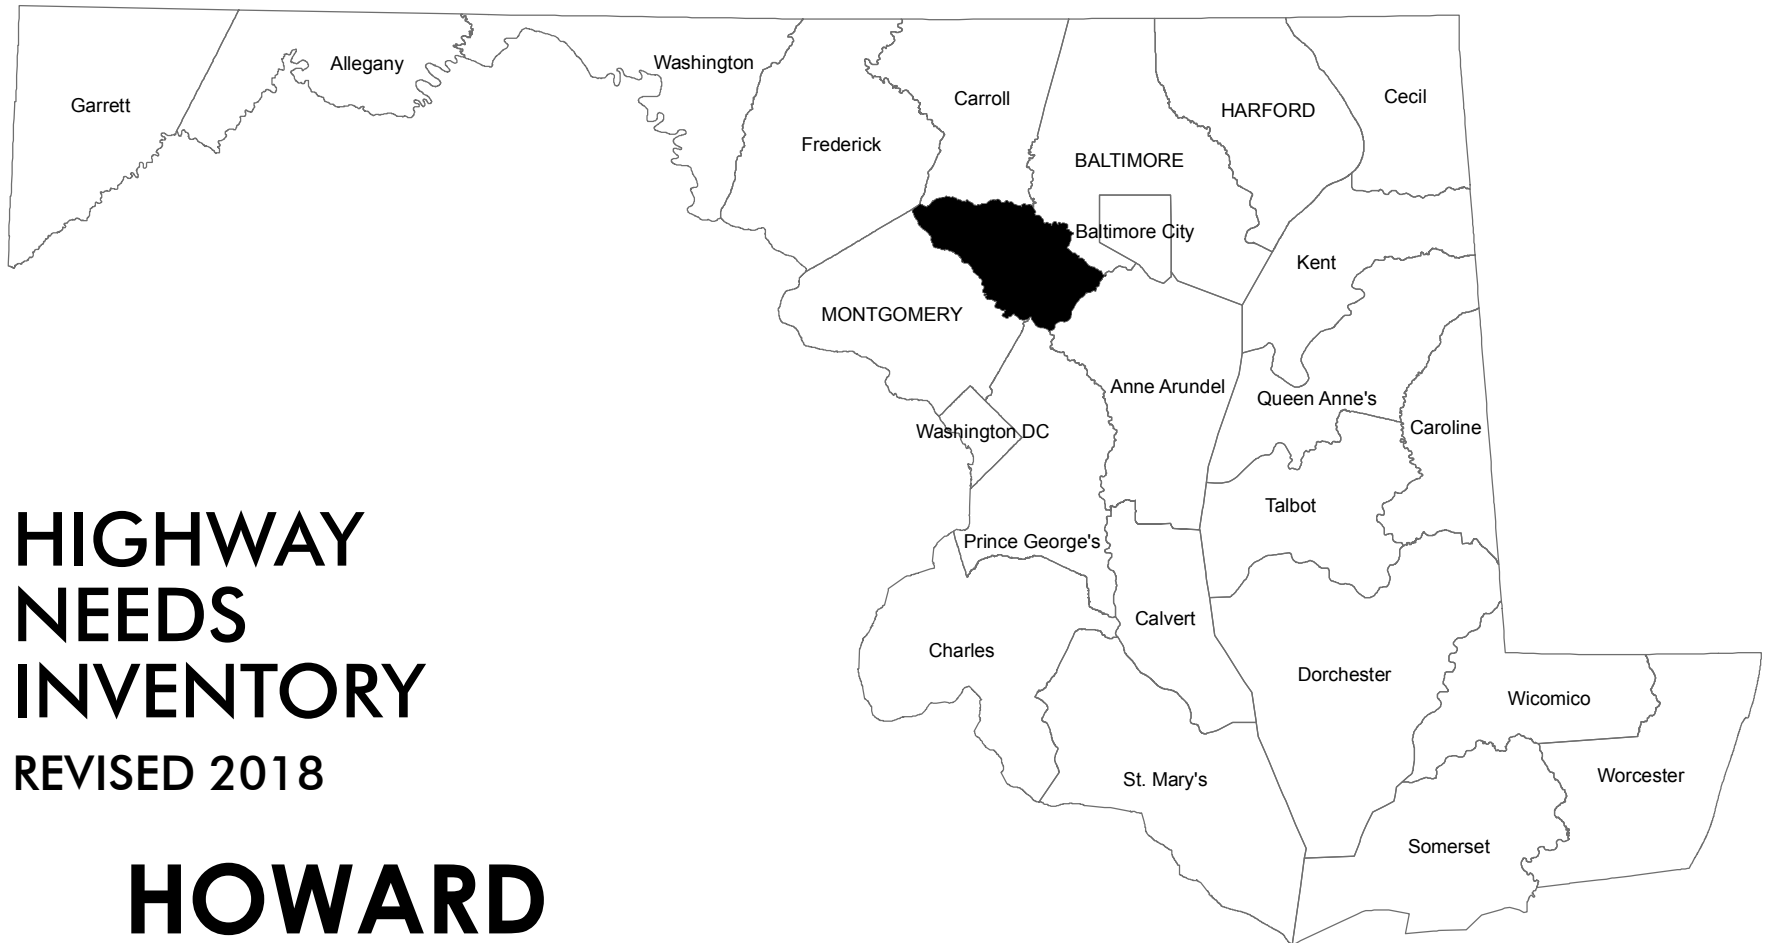 Garrett
Allegany
Washington
Frederick
Carroll
BALTIMORE
HARFORD
Cecil
Baltimore City
Kent
MONTGOMERY
Anne Arundel
Queen Anne's
Caroline
Washington DC
Talbot
Prince George's
Calvert
Charles
Dorchester
Wicomico
St. Mary's
Worcester
Somerset
HIGHWAY
NEEDS
INVENTORY
REVISED 2018
HOWARD